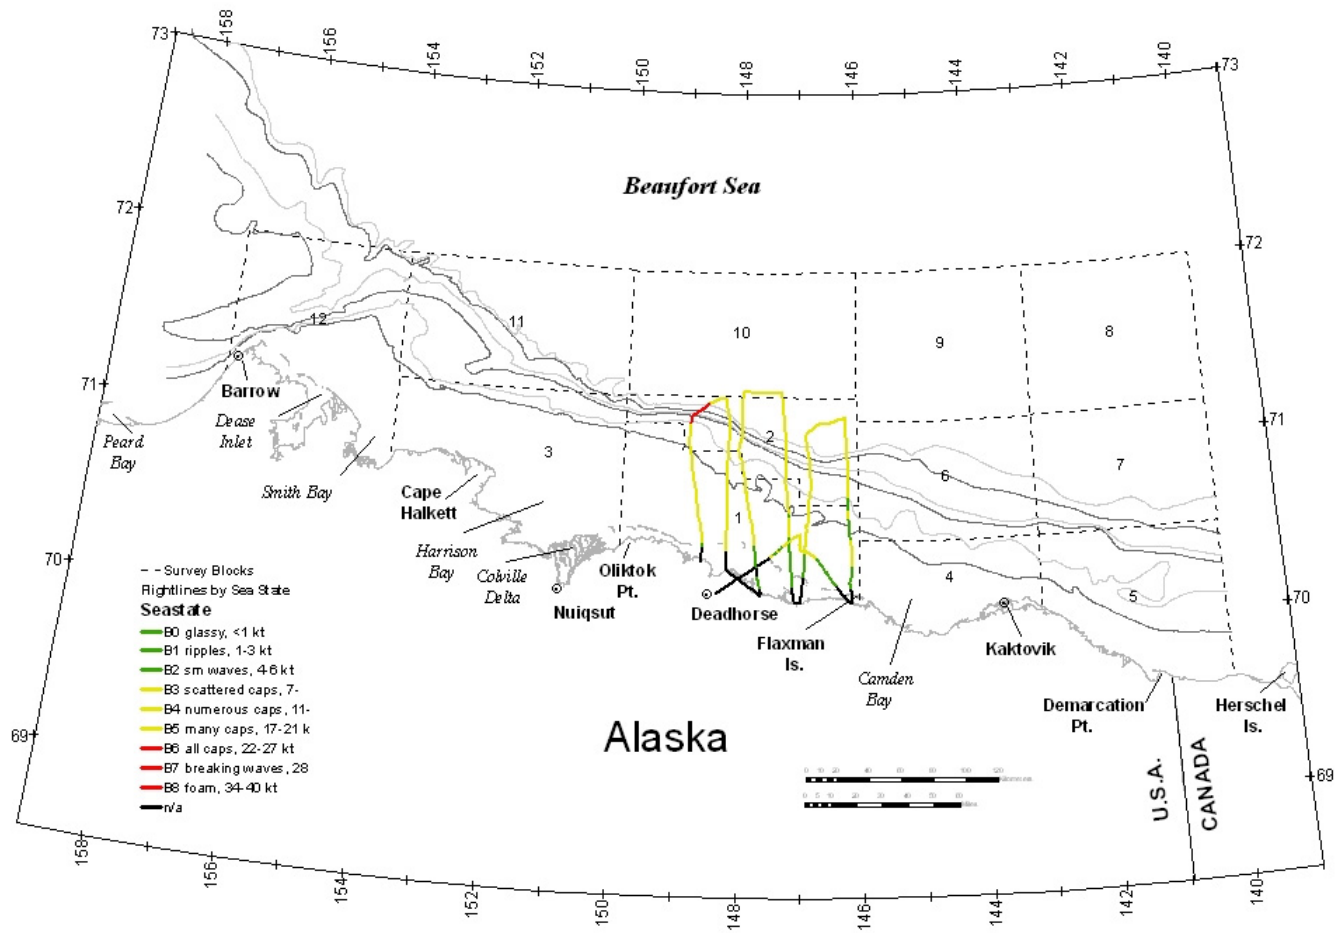 73
158
156
154
152
150
148
146
144
142
140
73
72
Beaufort Sea
72
12
11
10
9
8
71
Barrow
Peard
Bay
Dease
Inlet
Smith Bay
3
Cape
Halkett
2
1
6
7
71
70
Harrison
Bay
Colville
Delta
Nuiqsut
Oliktok
Pt.
Deadhorse
Flaxman
Is.
4
5
70
Camden
Bay
Kaktovik
Demarcation
Pt.
Herschel
Is.
Survey Blocks
Flightlines by Sea State
Seastate
B0 glassy, <1 kt
B1 ripples, 1-3 kt
B2 sm waves, 4-6 kt
B3 scattered caps, 7-
B4 numerous caps, 11-
B5 many caps, 17-21 k
B6 all caps, 22-27 kt
B7 breaking waves, 28
B8 foam, 34-40 kt
n/a
69
Alaska
U.S.A.
CANADA
69
158
156
154
152
150
148
146
144
142
140